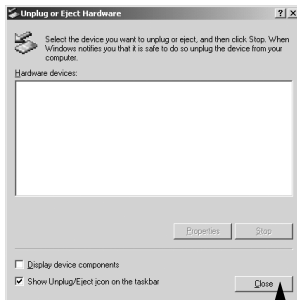 Unplug or Eject Hardware
Select the device you want to unplug or eject, and then click Stop. When
Windows notifies you that it is safe to do so unplug the device from your
computer.
Hardware devices:
Properties
Stop
Display device components
Show Unplug/Eject icon on the taskbar
Close